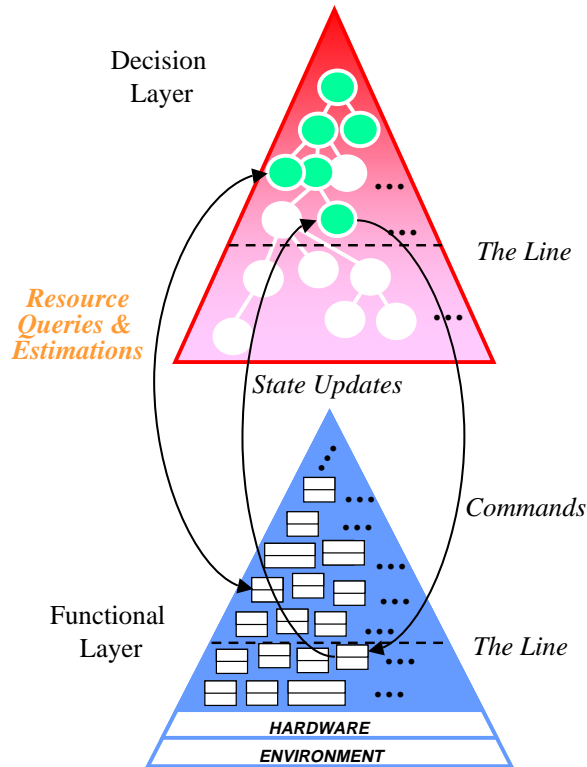 Decision
Layer
The Line
Resource
Queries &
Estimations
State Updates
Commands
Functional
Layer
The Line
HARDWARE
ENVIRONMENT